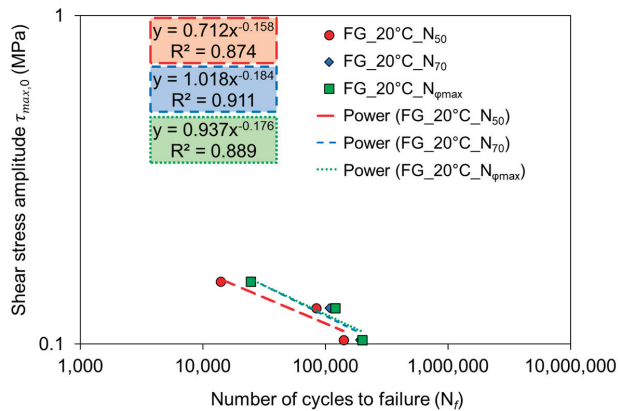 1
y = 0.712x^-0.158
R² = 0.874
y = 1.018x^-0.184
R² = 0.911
y = 0.937x^-0.176
R² = 0.889
FG_20°C_N50
FG_20°C_N70
FG_20°C_Nφmax
Power (FG_20°C_N50)
Power (FG_20°C_N70)
Power (FG_20°C_Nφmax)
Shear stress amplitude τmax,0 (MPa)
0.1
1,000
10,000
100,000
1,000,000
10,000,000
Number of cycles to failure (Nf)